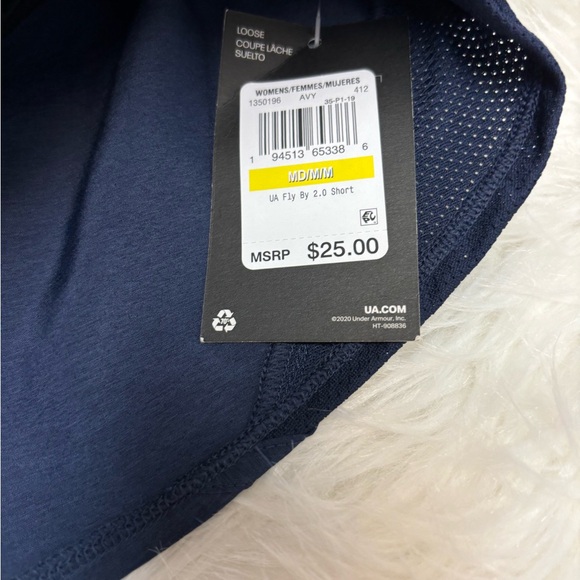 LOOSE
COUPE LÂCHE
SUELTO
WOMENS/FEMMES/MUJERES
1350196 AVY 412
35-P1-19
1 94513 65338 6
MD/M/M
UA Fly By 2.0 Short
MSRP $25.00
UA.COM
©2020 Under Armour, Inc.
HT-908836